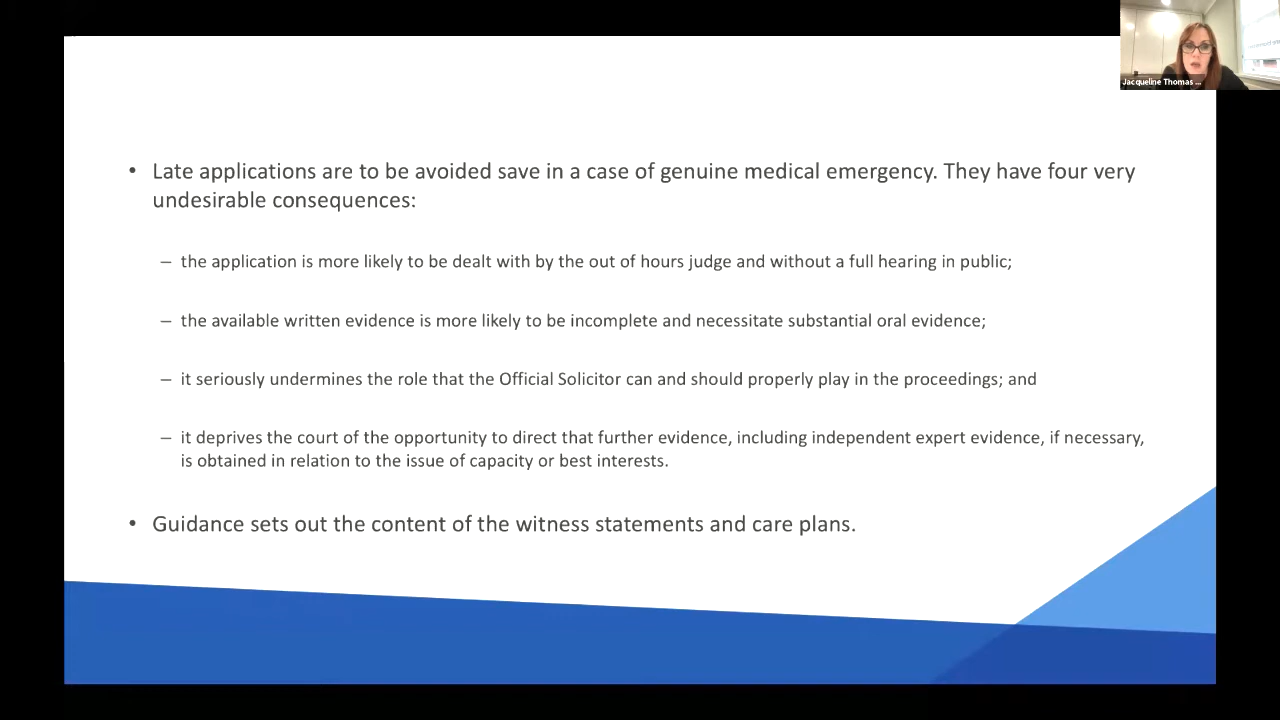 Jacqueline Thomas ...
• Late applications are to be avoided save in a case of genuine medical emergency. They have four very
undesirable consequences:
– the application is more likely to be dealt with by the out of hours judge and without a full hearing in public;
– the available written evidence is more likely to be incomplete and necessitate substantial oral evidence;
– it seriously undermines the role that the Official Solicitor can and should properly play in the proceedings; and
– it deprives the court of the opportunity to direct that further evidence, including independent expert evidence, if necessary,
is obtained in relation to the issue of capacity or best interests.
• Guidance sets out the content of the witness statements and care plans.